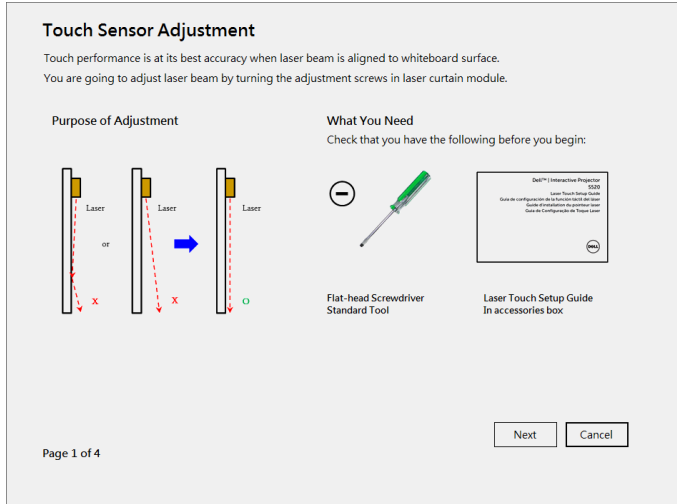 Touch Sensor Adjustment
Touch performance is at its best accuracy when laser beam is aligned to whiteboard surface.
You are going to adjust laser beam by turning the adjustment screws in laser curtain module.
Purpose of Adjustment
Laser
or
X
Laser
X
Laser
O
What You Need
Check that you have the following before you begin:
Dell™ | Interactive Projector
S520
Laser Touch Setup Guide
Guía de configuración de la función táctil del láser
Guide d'installation du pointeur laser
Guia de Configuração de Toque Laser
DELL
Flat-head Screwdriver
Standard Tool
Laser Touch Setup Guide
In accessories box
Next
Cancel
Page 1 of 4